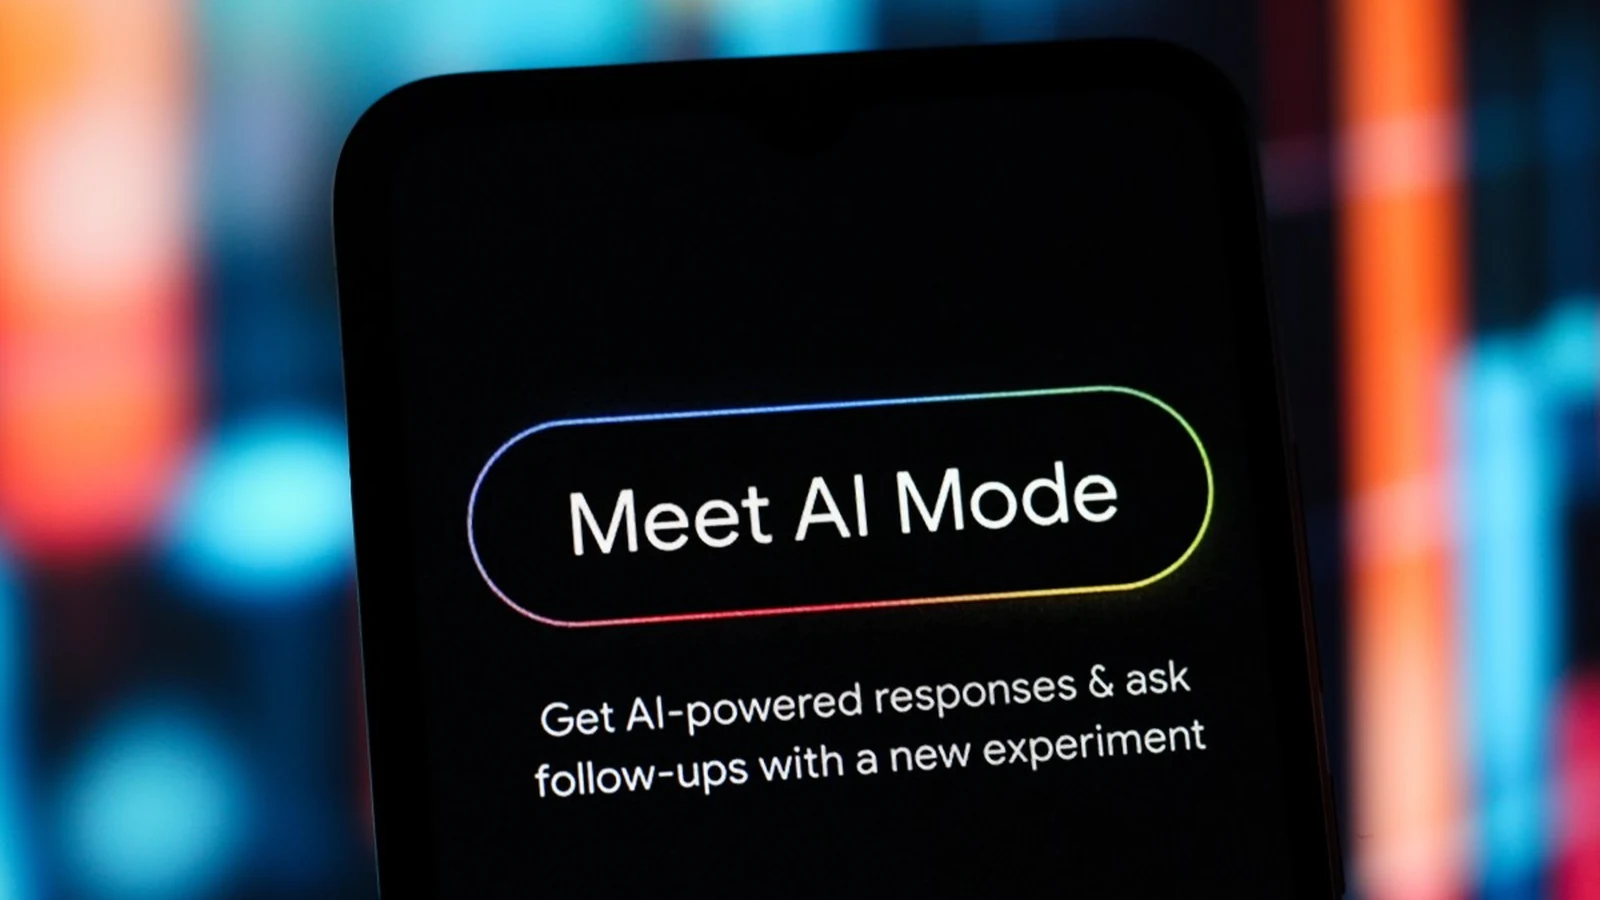 Meet AI Mode
Get AI-powered responses & ask
follow-ups with a new experiment